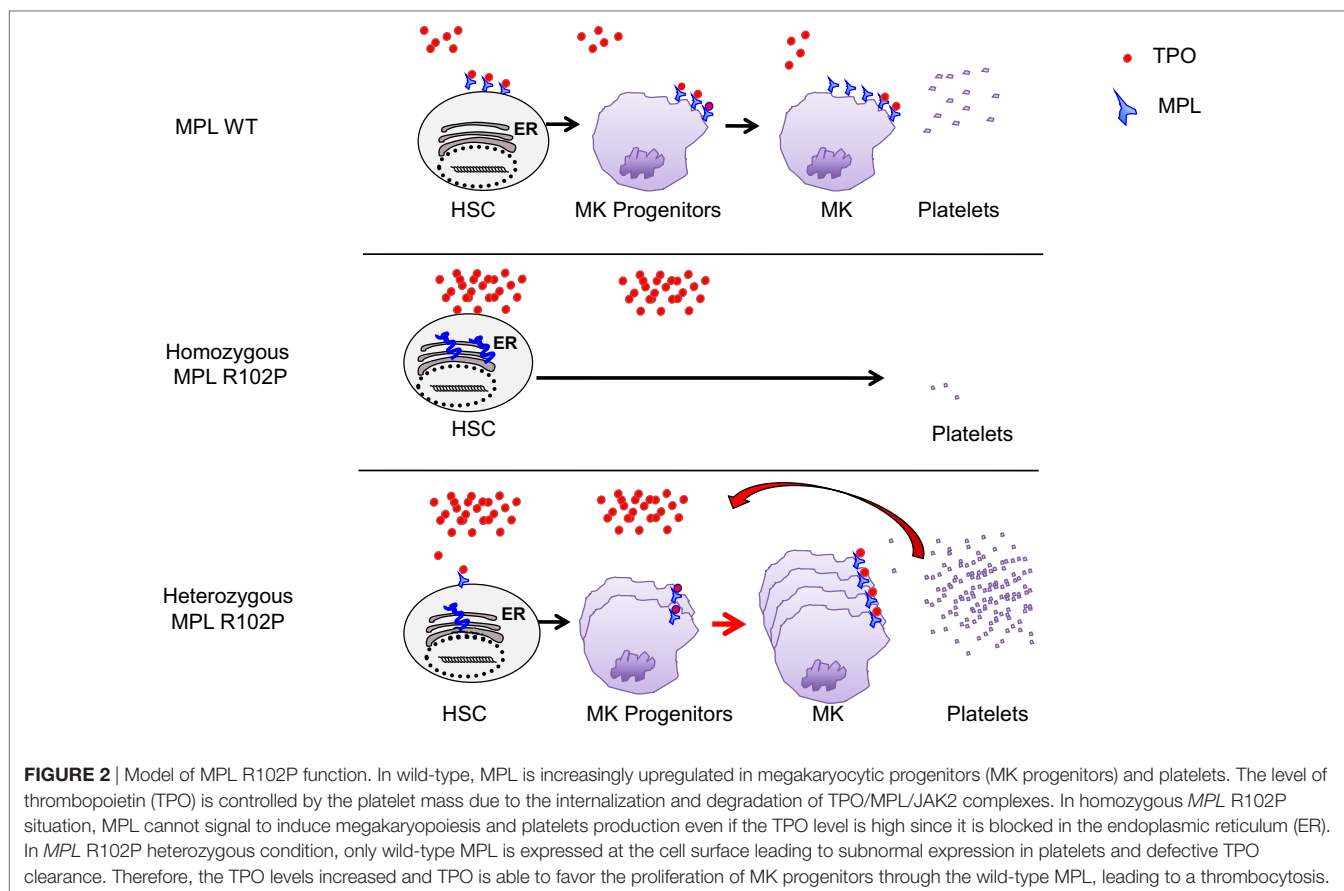 TPO
MPL
MPL WT
ER
HSC
MK Progenitors
MK
Platelets
Homozygous
MPL R102P
ER
HSC
Platelets
Heterozygous
MPL R102P
ER
HSC
MK Progenitors
MK
Platelets
FIGURE 2 | Model of MPL R102P function. In wild-type, MPL is increasingly upregulated in megakaryocytic progenitors (MK progenitors) and platelets. The level of
thrombopoietin (TPO) is controlled by the platelet mass due to the internalization and degradation of TPO/MPL/JAK2 complexes. In homozygous MPL R102P
situation, MPL cannot signal to induce megakaryopoiesis and platelets production even if the TPO level is high since it is blocked in the endoplasmic reticulum (ER).
In MPL R102P heterozygous condition, only wild-type MPL is expressed at the cell surface leading to subnormal expression in platelets and defective TPO
clearance. Therefore, the TPO levels increased and TPO is able to favor the proliferation of MK progenitors through the wild-type MPL, leading to a thrombocytosis.